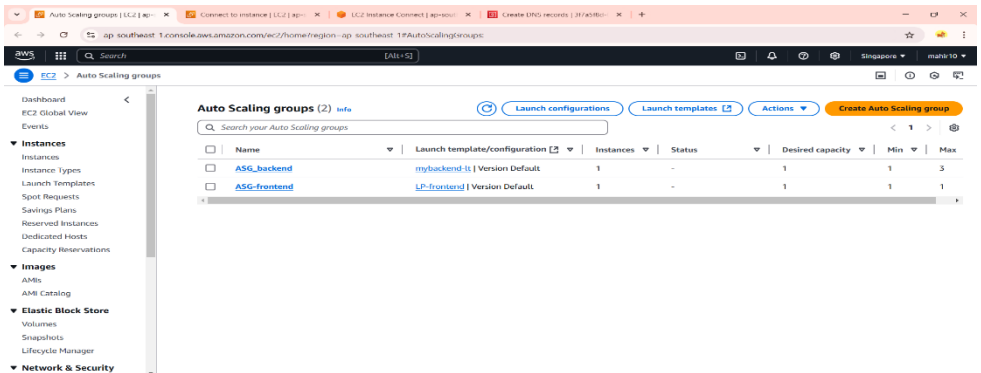 Auto Scaling groups | EC2 | ap-
Connect to instance | EC2 | ap-s
EC2 Instance Connect | ap-sout
Create DNS records | 3f7a5f6d-
ap-southeast-1.console.aws.amazon.com/ec2/home?region=ap-southeast-1#AutoScalingGroups:
aws
Search
[Alt+S]
Singapore
mahir10
EC2 > Auto Scaling groups
Dashboard
EC2 Global View
Events
Instances
Instances
Instance Types
Launch Templates
Spot Requests
Savings Plans
Reserved Instances
Dedicated Hosts
Capacity Reservations
Images
AMIs
AMI Catalog
Elastic Block Store
Volumes
Snapshots
Lifecycle Manager
Network & Security
Auto Scaling groups (2) Info
Launch configurations
Launch templates
Actions
Create Auto Scaling group
Search your Auto Scaling groups
1
Name
Launch template/configuration
Instances
Status
Desired capacity
Min
Max
ASG_backend
mybackend-lt | Version Default
1
-
1
1
3
ASG-frontend
LP-frontend | Version Default
1
-
1
1
1